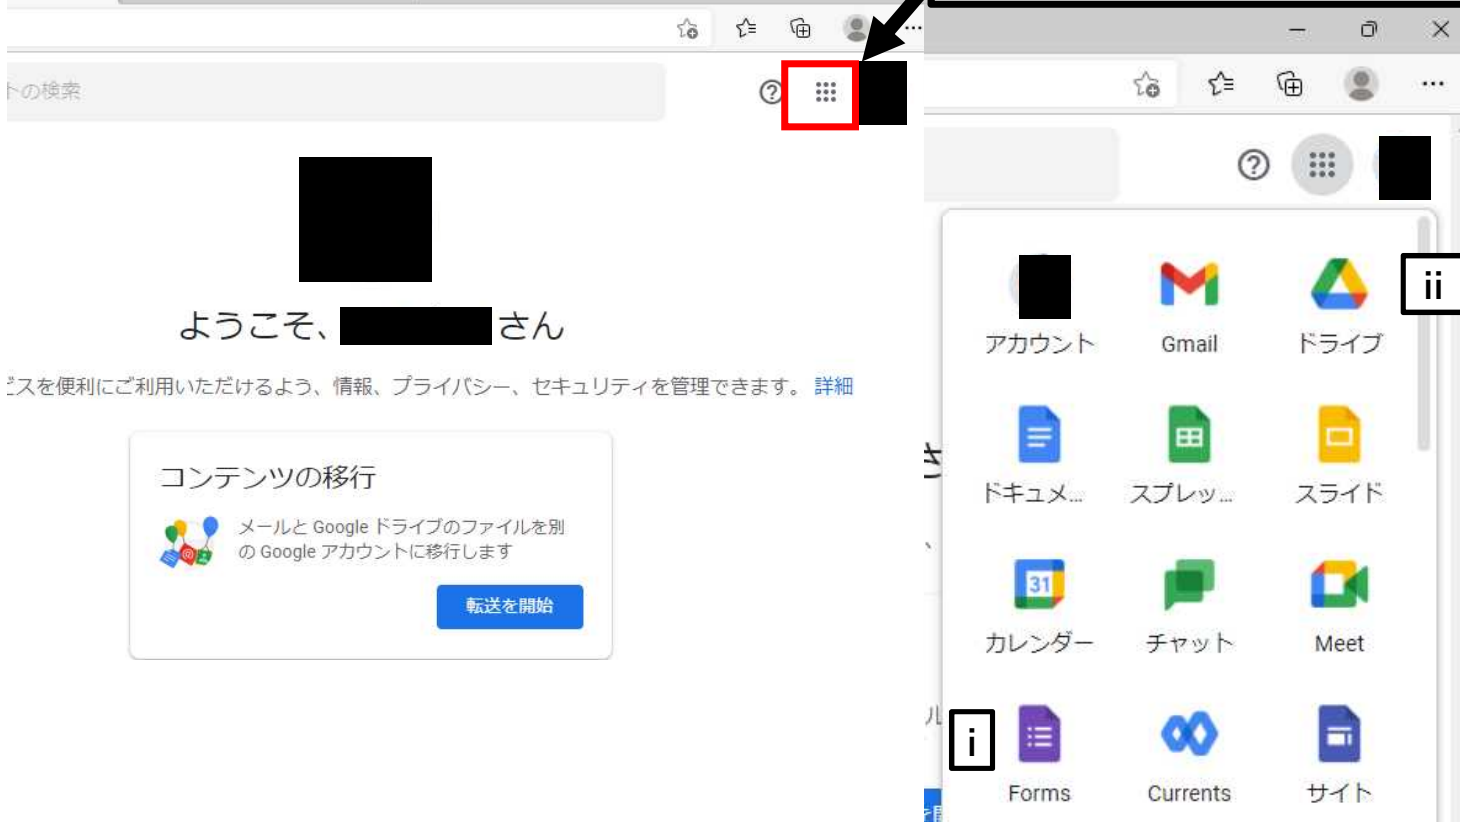 トの検索
ようこそ、
さん
ビスを便利にご利用いただけるよう、情報、プライバシー、セキュリティを管理できます。 詳細
コンテンツの移行
メールと Google ドライブのファイルを別
の Google アカウントに移行します
転送を開始
ii
アカウント
Gmail
ドライブ
ドキュメ...
スプレッ...
スライド
31
カレンダー
チャット
Meet
i
Forms
Currents
サイト
さ
、
ル